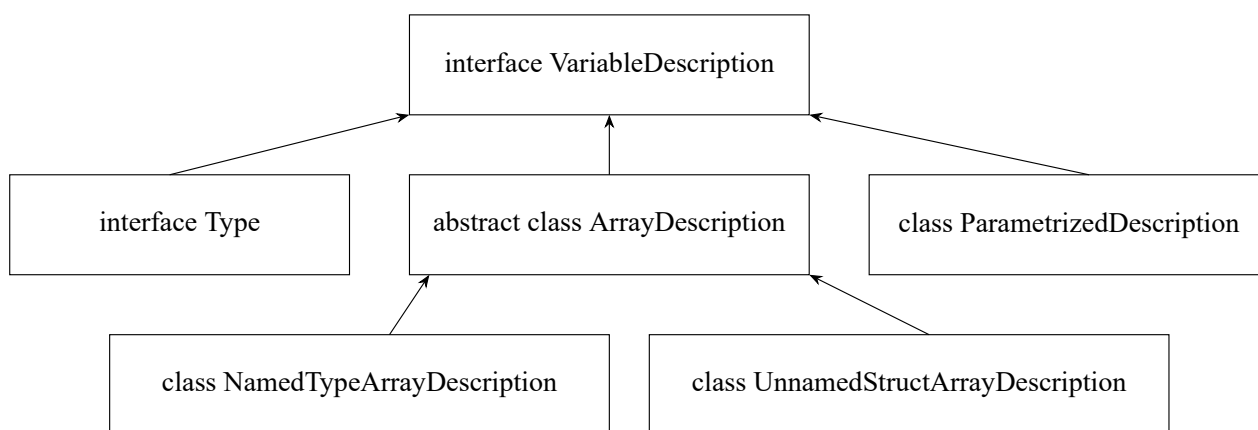 interface VariableDescription
interface Type
abstract class ArrayDescription
class ParametrizedDescription
class NamedTypeArrayDescription
class UnnamedStructArrayDescription